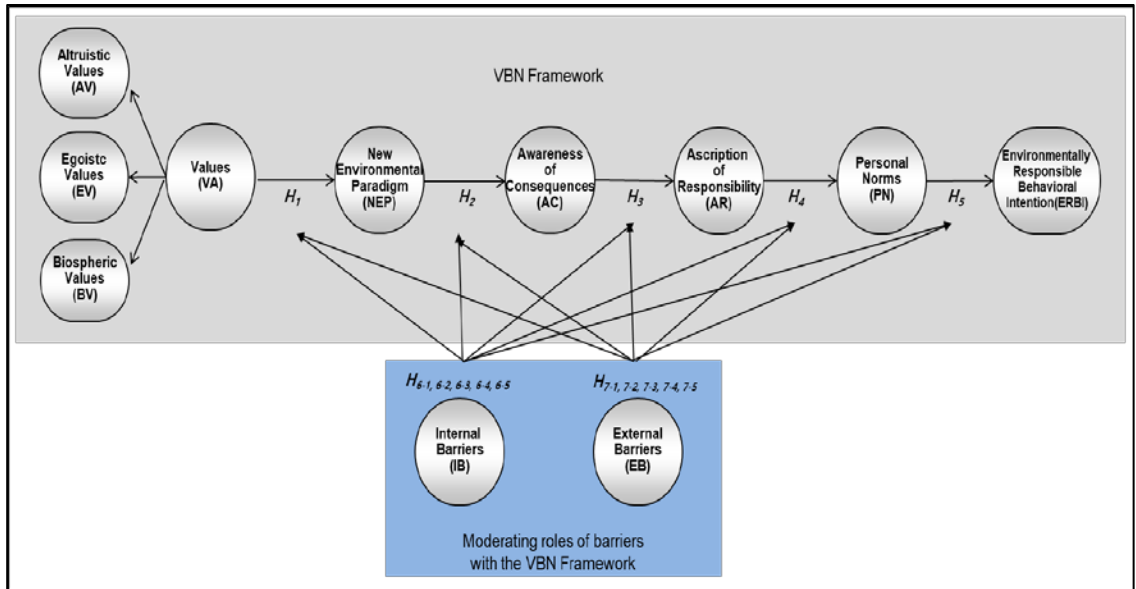 VBN Framework
Altruistic
Values
(AV)
Egoistc
Values
(EV)
Biospheric
Values
(BV)
Values
(VA)
New
Environmental
Paradigm
(NEP)
Awareness
of
Consequences
(AC)
Ascription
of
Responsibility
(AR)
Personal
Norms
(PN)
Environmentally
Responsible
Behavioral
Intention(ERBI)
H1
H2
H3
H4
H5
H6-1, 6-2, 6-3, 6-4, 6-5
H7-1, 7-2, 7-3, 7-4, 7-5
Internal
Barriers
(IB)
External
Barriers
(EB)
Moderating roles of barriers
with the VBN Framework